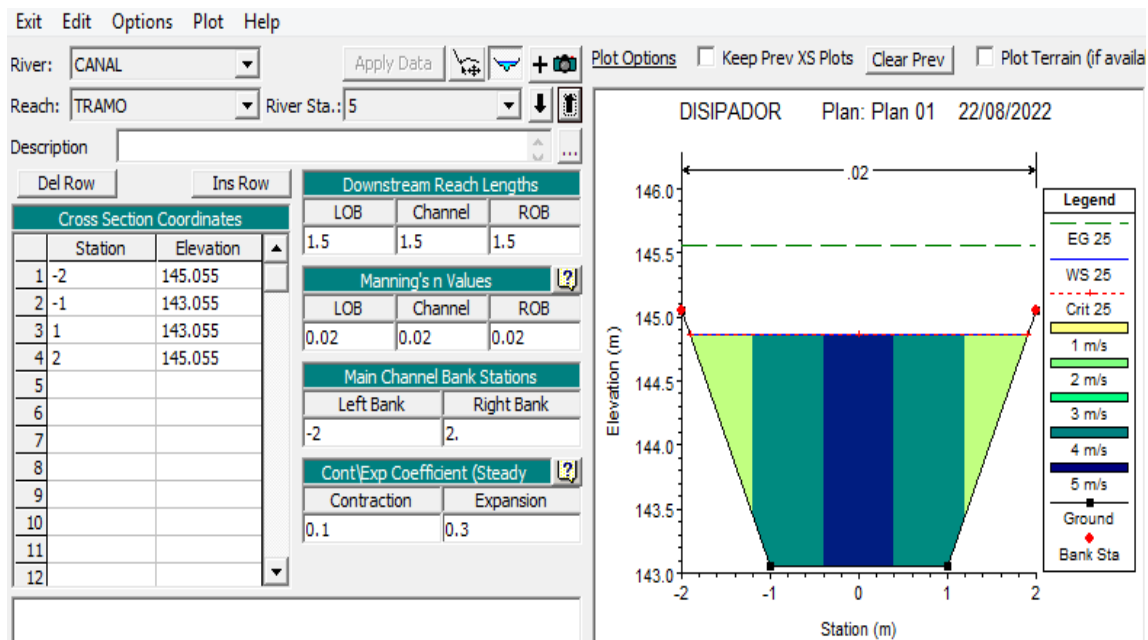 Exit Edit Options Plot Help
River: CANAL Apply Data + Plot Options Keep Prev XS Plots Clear Prev Plot Terrain (if availa
Reach: TRAMO River Sta.: 5
Description ...
Del Row Ins Row
Cross Section Coordinates
Station Elevation
1 -2 145.055
2 -1 143.055
3 1 143.055
4 2 145.055
5
6
7
8
9
10
11
12
Downstream Reach Lengths
LOB Channel ROB
1.5 1.5 1.5
Manning's n Values ?
LOB Channel ROB
0.02 0.02 0.02
Main Channel Bank Stations
Left Bank Right Bank
-2 2.
Cont\Exp Coefficient (Steady ?
Contraction Expansion
0.1 0.3
DISIPADOR Plan: Plan 01 22/08/2022
.02
146.0
145.5
145.0
144.5
144.0
143.5
143.0
Elevation (m)
-2 -1 0 1 2
Station (m)
Legend
EG 25
WS 25
Crit 25
1 m/s
2 m/s
3 m/s
4 m/s
5 m/s
Ground
Bank Sta